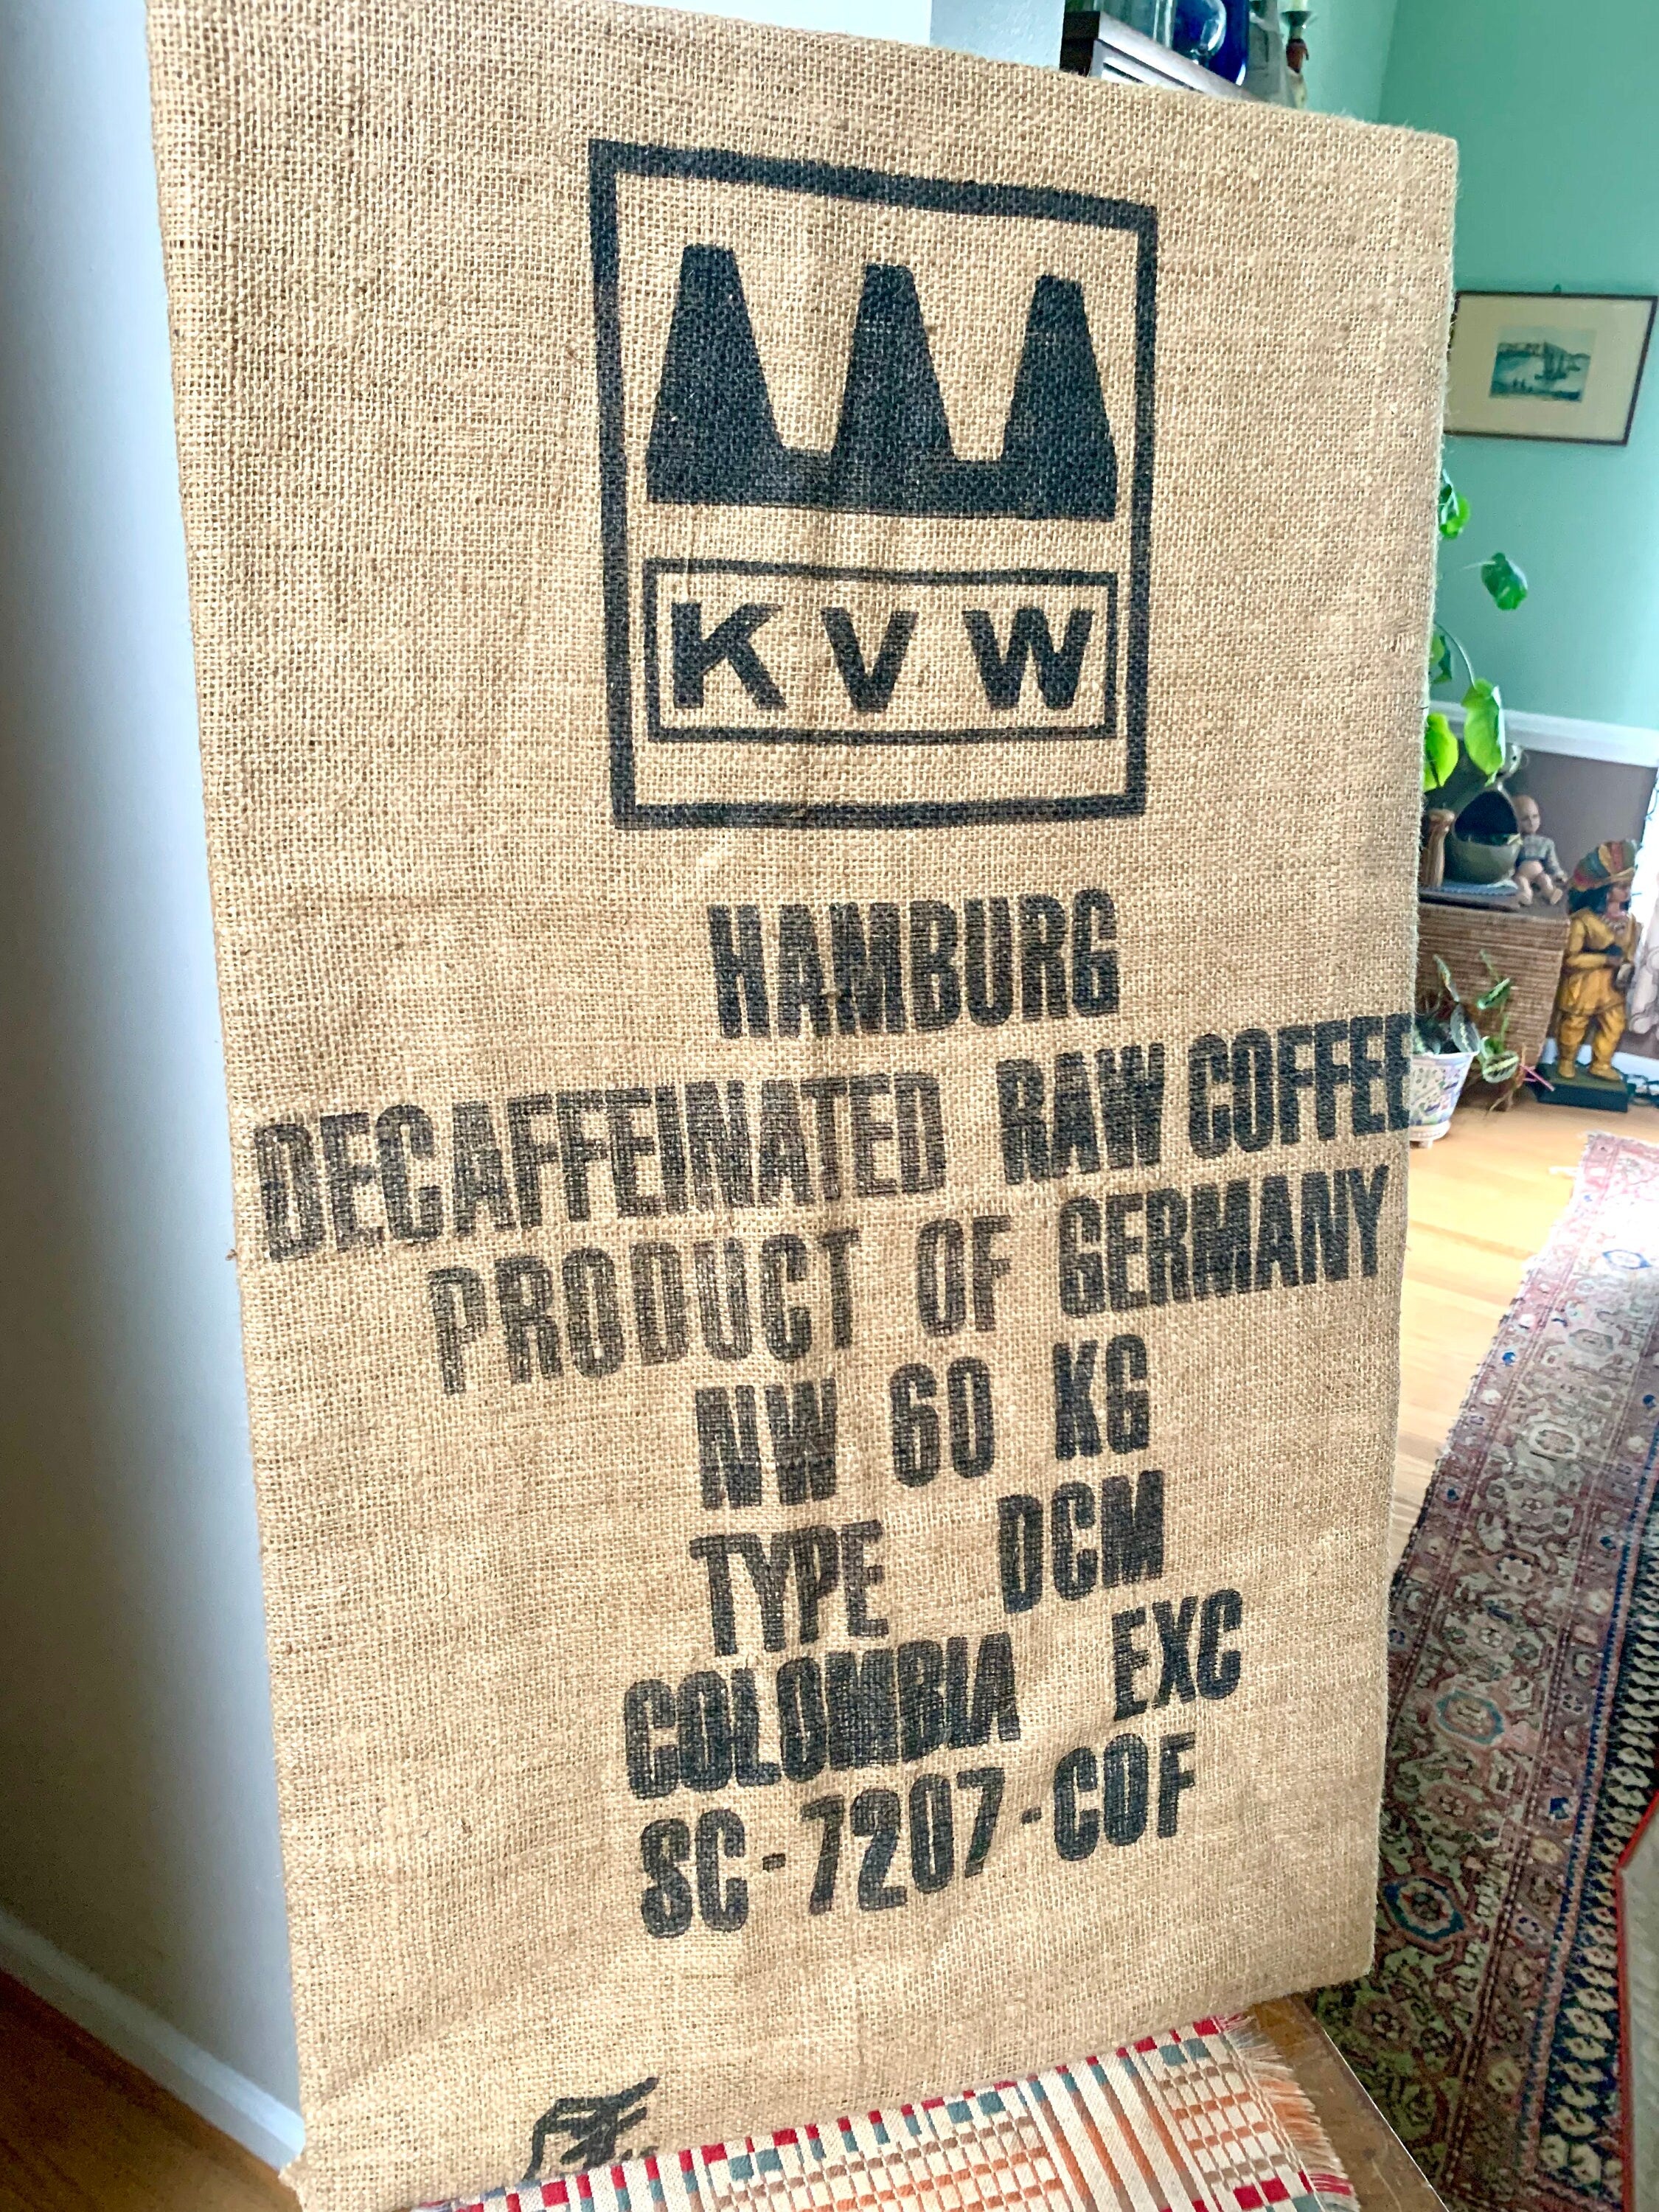 KVW
HAMBURG
DECAFFEINATED RAW COFFEE
PRODUCT OF GERMANY
NW 60 KG
TYPE DCM
COLOMBIA EXC
SC-7207-COF